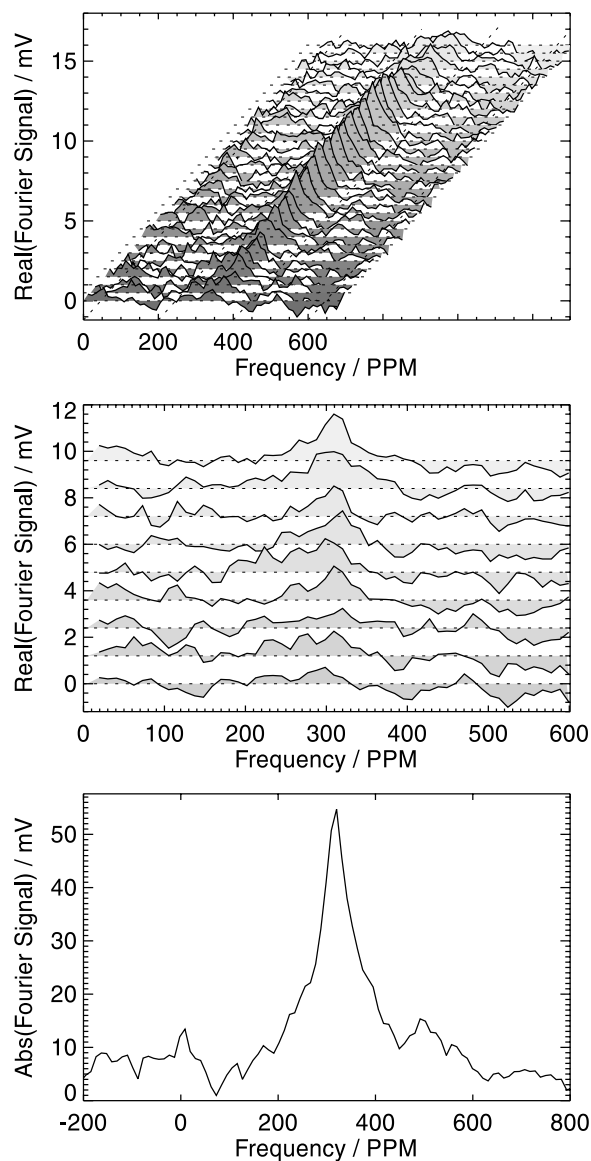 Real(Fourier Signal) / mV
15
10
5
0
0 200 400 600
Frequency / PPM
Real(Fourier Signal) / mV
12
10
8
6
4
2
0
0 100 200 300 400 500 600
Frequency / PPM
Abs(Fourier Signal) / mV
50
40
30
20
10
0
-200 0 200 400 600 800
Frequency / PPM